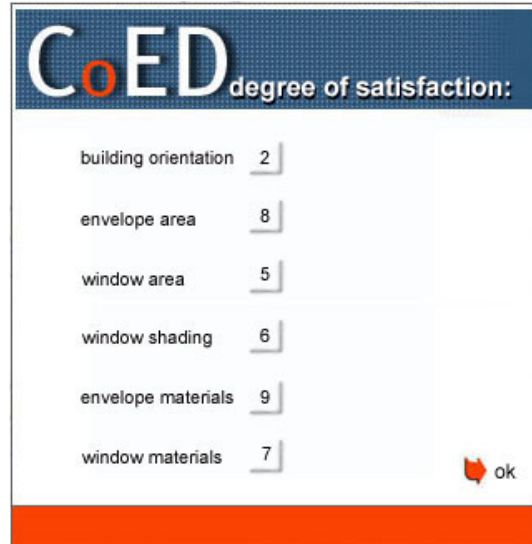 CoED degree of satisfaction:
building orientation 2
envelope area 8
window area 5
window shading 6
envelope materials 9
window materials 7
ok